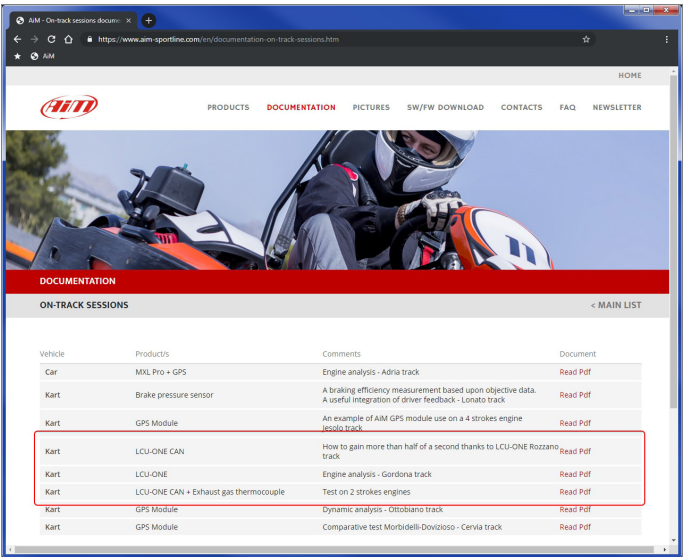 AiM - On-track sessions docume
https://www.aim-sportline.com/en/documentation-on-track-sessions.htm
AiM
HOME
AiM
PRODUCTS DOCUMENTATION PICTURES SW/FW DOWNLOAD CONTACTS FAQ NEWSLETTER
DOCUMENTATION
ON-TRACK SESSIONS < MAIN LIST
Vehicle Product/s Comments Document
Car MXL Pro + GPS Engine analysis - Adria track Read Pdf
Kart Brake pressure sensor A braking efficiency measurement based upon objective data.
A useful integration of driver feedback - Lonato track Read Pdf
Kart GPS Module An example of AiM GPS module use on a 4 strokes engine
Jesolo track Read Pdf
Kart LCU-ONE CAN How to gain more than half of a second thanks to LCU-ONE Rozzano
track Read Pdf
Kart LCU-ONE Engine analysis - Gordona track Read Pdf
Kart LCU-ONE CAN + Exhaust gas thermocouple Test on 2 strokes engines Read Pdf
Kart GPS Module Dynamic analysis - Ottobiano track Read Pdf
Kart GPS Module Comparative test Morbidelli-Dovizioso - Cervia track Read Pdf